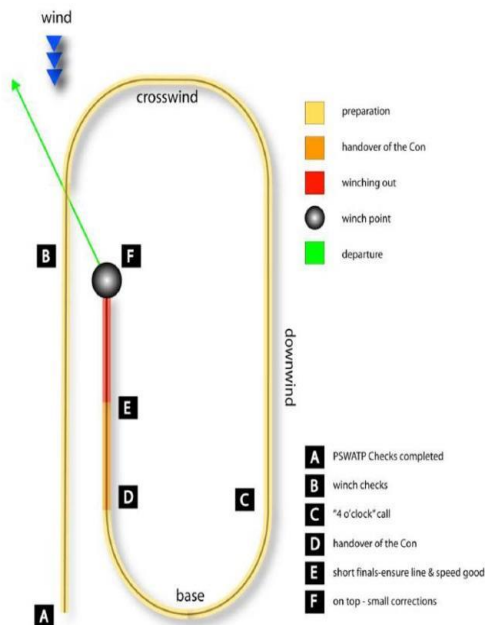 wind
crosswind
B
F
E
D
C
downwind
base
A
preparation
handover of the Con
winching out
winch point
departure
A PSWATP Checks completed
B winch checks
C "4 o'clock" call
D handover of the Con
E short finals-ensure line & speed good
F on top - small corrections